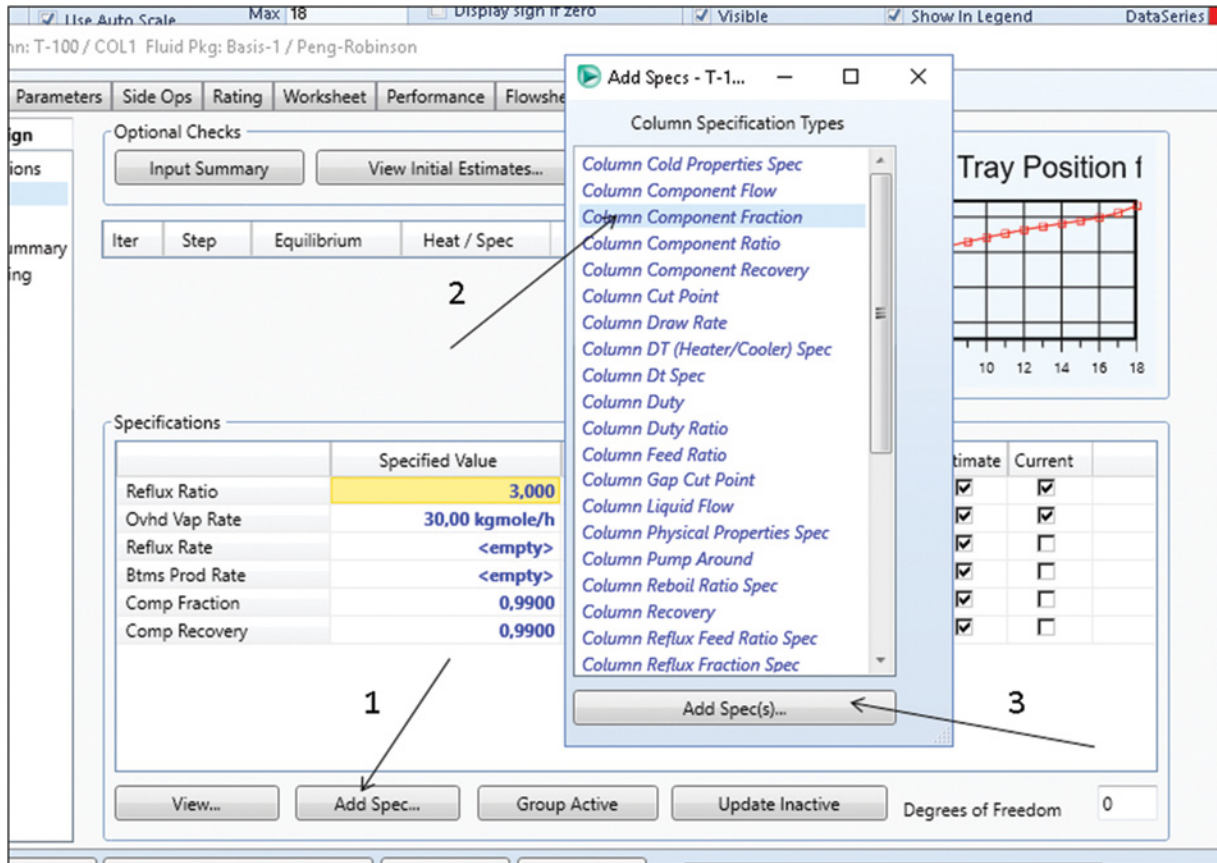 Use Auto Scale Max 18 Display sign if zero Visible Show In Legend DataSeries
mn: T-100 / COL1 Fluid Pkg: Basis-1 / Peng-Robinson
Parameters Side Ops Rating Worksheet Performance Flowshe
ign
ions
ummary
ing
Optional Checks
Input Summary View Initial Estimates...
Iter Step Equilibrium Heat / Spec
2
Add Specs - T-1...
Column Specification Types
Column Cold Properties Spec
Column Component Flow
Column Component Fraction
Column Component Ratio
Column Component Recovery
Column Cut Point
Column Draw Rate
Column DT (Heater/Cooler) Spec
Column Dt Spec
Column Duty
Column Duty Ratio
Column Feed Ratio
Column Gap Cut Point
Column Liquid Flow
Column Physical Properties Spec
Column Pump Around
Column Reboil Ratio Spec
Column Recovery
Column Reflux Feed Ratio Spec
Column Reflux Fraction Spec
Add Spec(s)...
3
Tray Position f
10 12 14 16 18
Specifications
Specified Value timate Current
Reflux Ratio 3,000
Ovhd Vap Rate 30,00 kgmole/h
Reflux Rate <empty>
Btms Prod Rate <empty>
Comp Fraction 0,9900
Comp Recovery 0,9900
1
View... Add Spec... Group Active Update Inactive Degrees of Freedom 0